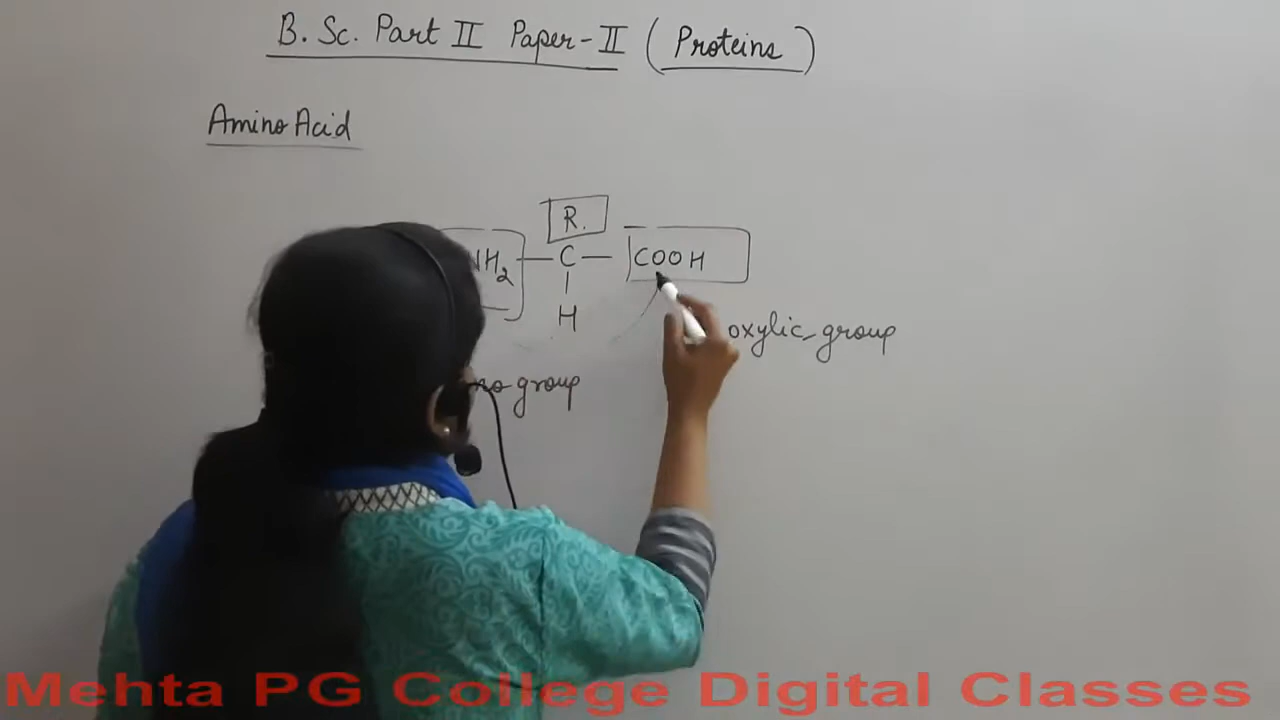 B. Sc. Part II Paper-II (Proteins)
Amino Acid
R.
NH2 — C — COOH
H
oxylic group
no group
Mehta PG College Digital Classes